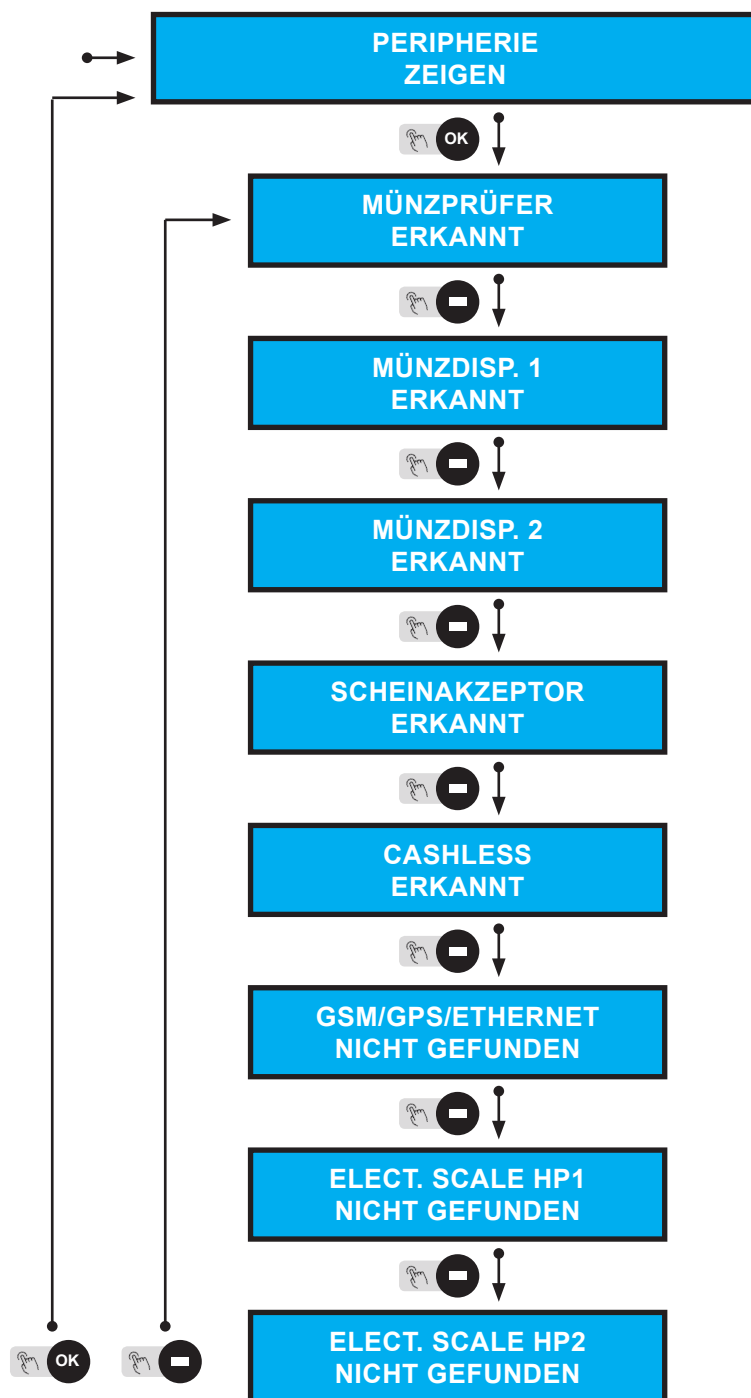 PERIPHERIE
ZEIGEN
OK
MÜNZPRÜFER
ERKANNT
MÜNZDISP. 1
ERKANNT
MÜNZDISP. 2
ERKANNT
SCHEINAKZEPTOR
ERKANNT
CASHLESS
ERKANNT
GSM/GPS/ETHERNET
NICHT GEFUNDEN
ELECT. SCALE HP1
NICHT GEFUNDEN
ELECT. SCALE HP2
NICHT GEFUNDEN
OK